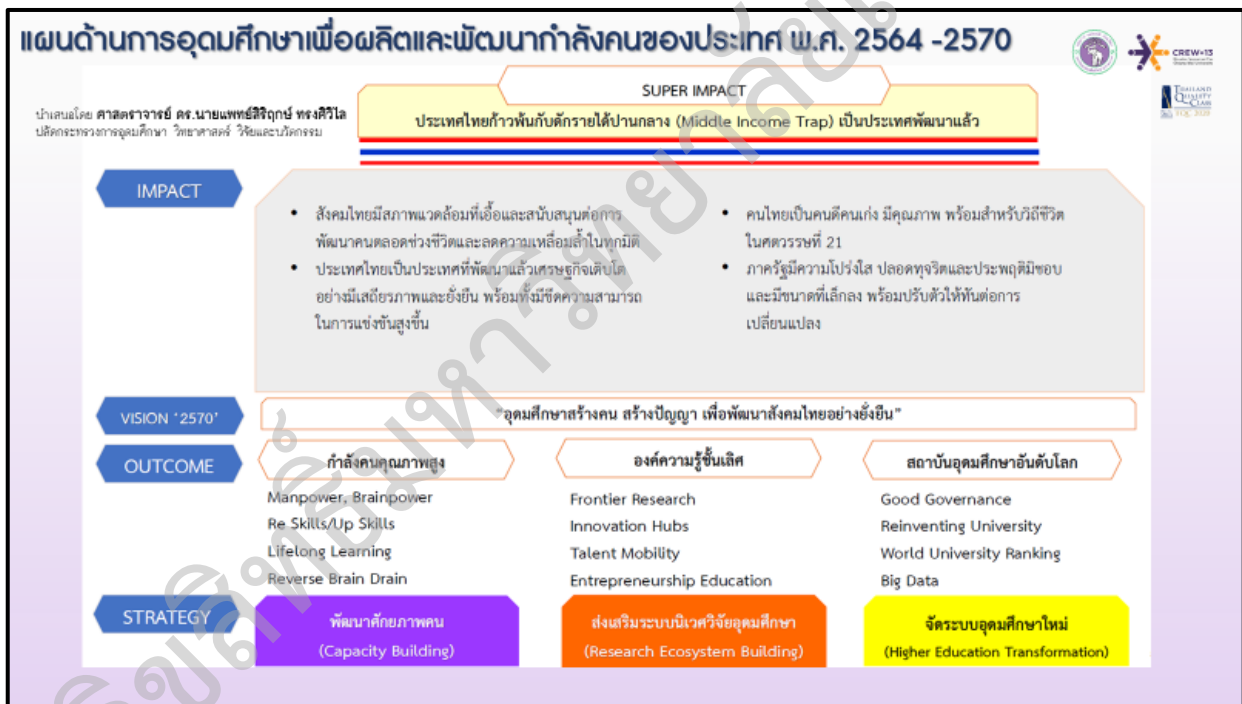 แผนด้านการอุดมศึกษาเพื่อผลิตและพัฒนากำลังคนของประเทศ พ.ศ. 2564 -2570
CREW-13
THAILAND
QUALITY
CLASS
นำเสนอโดย ศาสตราจารย์ ดร.นายแพทย์สิริฤกษ์ ทรงศิวิไล
ปลัดกระทรวงการอุดมศึกษา วิทยาศาสตร์ วิจัยและนวัตกรรม
SUPER IMPACT
ประเทศไทยก้าวพ้นกับดักรายได้ปานกลาง (Middle Income Trap) เป็นประเทศพัฒนาแล้ว
IMPACT
• สังคมไทยมีสภาพแวดล้อมที่เอื้อและสนับสนุนต่อการ
พัฒนาคนตลอดช่วงชีวิตและลดความเหลื่อมล้ำในทุกมิติ
• ประเทศไทยเป็นประเทศที่พัฒนาแล้วเศรษฐกิจเติบโต
อย่างมีเสถียรภาพและยั่งยืน พร้อมทั้งมีขีดความสามารถ
ในการแข่งขันสูงขึ้น
• คนไทยเป็นคนดีคนเก่ง มีคุณภาพ พร้อมสำหรับวิถีชีวิต
ในศตวรรษที่ 21
• ภาครัฐมีความโปร่งใส ปลอดทุจริตและประพฤติมิชอบ
และมีขนาดที่เล็กลง พร้อมปรับตัวให้ทันต่อการ
เปลี่ยนแปลง
VISION '2570'
"อุดมศึกษาสร้างคน สร้างปัญญา เพื่อพัฒนาสังคมไทยอย่างยั่งยืน"
OUTCOME
กำลังคนคุณภาพสูง
Manpower, Brainpower
Re Skills/Up Skills
Lifelong Learning
Reverse Brain Drain
องค์ความรู้ชั้นเลิศ
Frontier Research
Innovation Hubs
Talent Mobility
Entrepreneurship Education
สถาบันอุดมศึกษาอันดับโลก
Good Governance
Reinventing University
World University Ranking
Big Data
STRATEGY
พัฒนาศักยภาพคน
(Capacity Building)
ส่งเสริมระบบนิเวศวิจัยอุดมศึกษา
(Research Ecosystem Building)
จัดระบบอุดมศึกษาใหม่
(Higher Education Transformation)